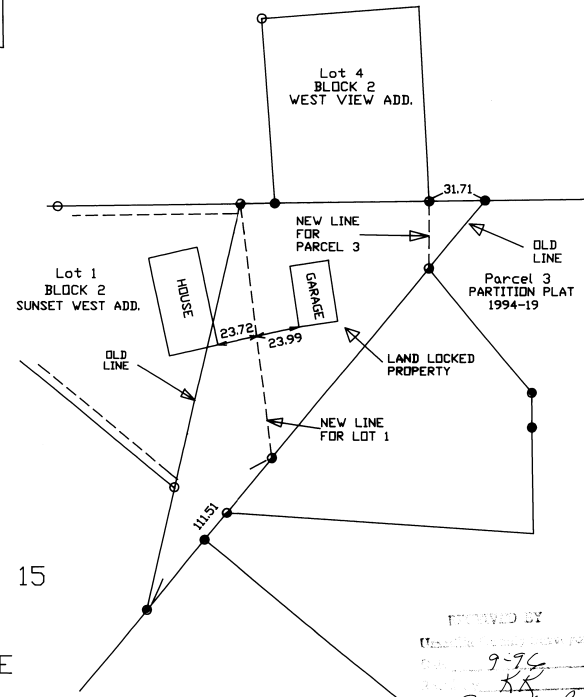 Lot 4
BLOCK 2
WEST VIEW ADD.
31.71
NEW LINE
FOR
PARCEL 3
OLD
LINE
Lot 1
BLOCK 2
SUNSET WEST ADD.
HOUSE
GARAGE
Parcel 3
PARTITION PLAT
1994-19
23.72
23.99
OLD
LINE
LAND LOCKED
PROPERTY
NEW LINE
FOR LOT 1
111.51
15
E
BY
9-96
KK